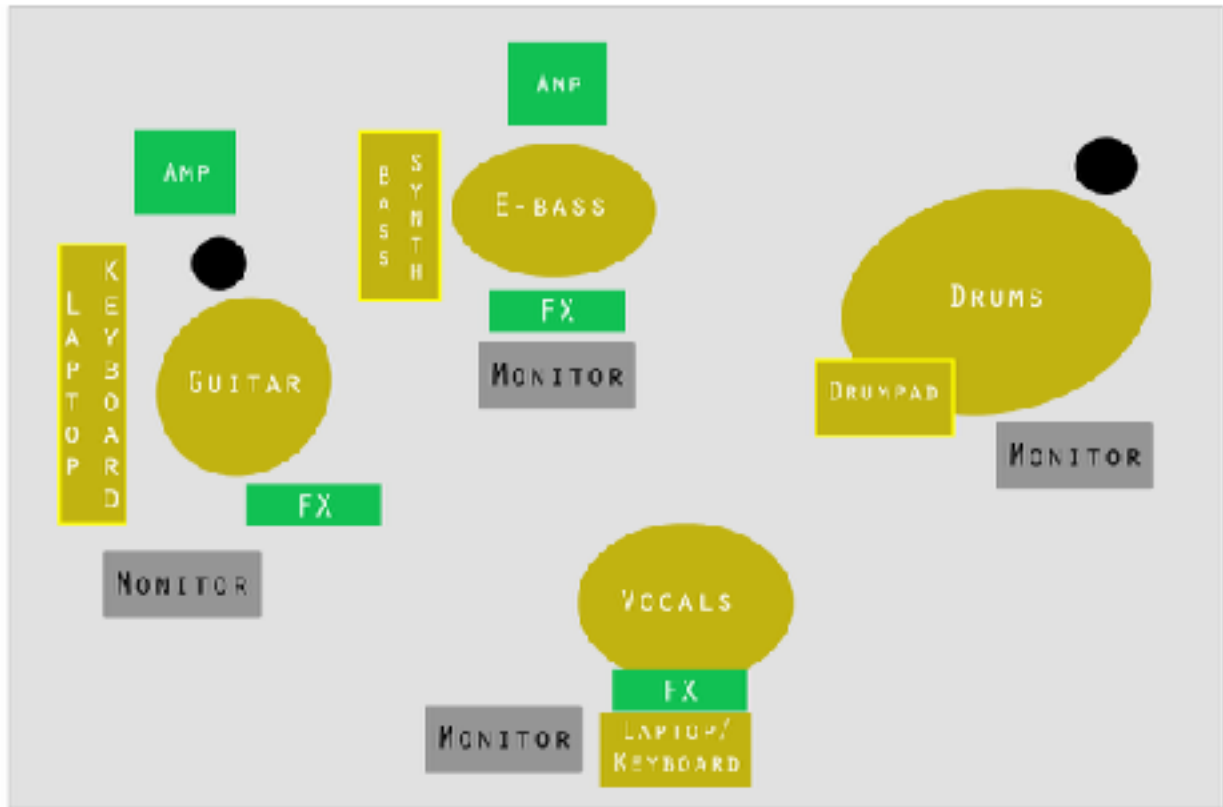 AMP
AMP
BASS
SYNTH
E-BASS
FX
MONITOR
LAPTOP
KEYBOARD
GUITAR
FX
MONITOR
DRUMS
DRUMPAD
MONITOR
VOCALS
FX
LAPTOP/
KEYBOARD
MONITOR